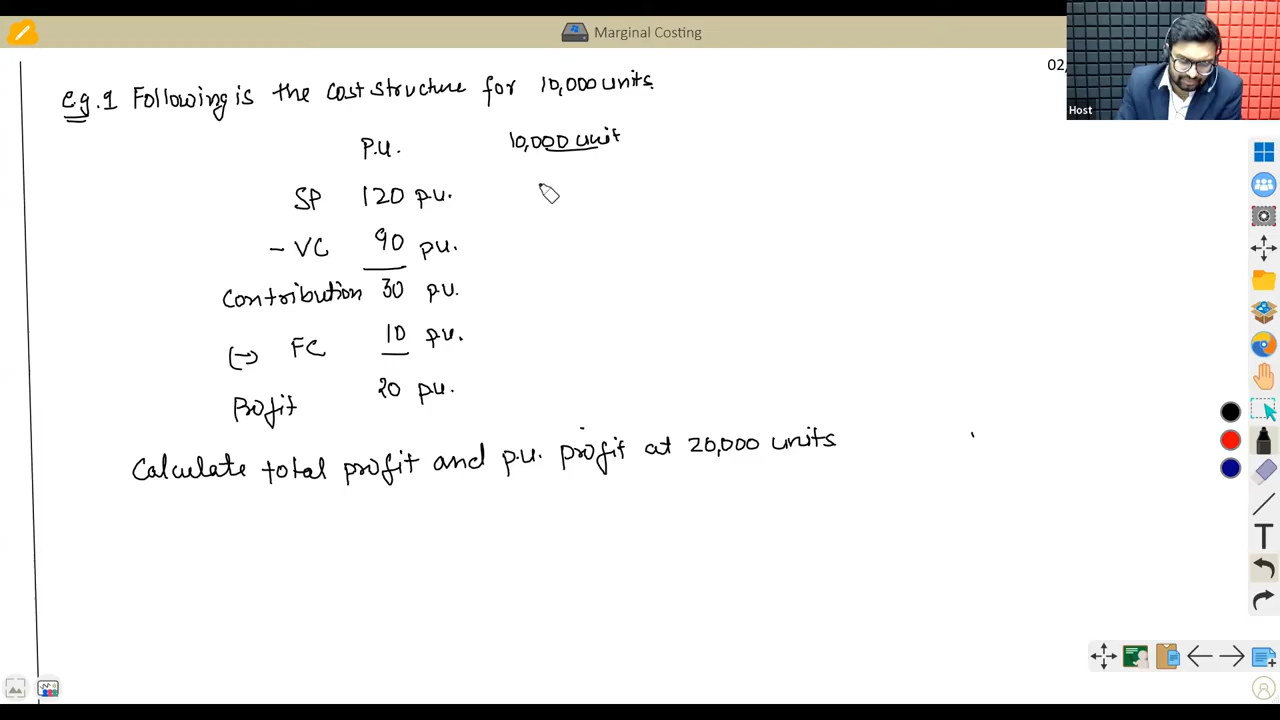 Marginal Costing
02/
Host
Eg.1 Following is the cost structure for 10,000 units.
P.U. 10,000 unit
SP 120 p.u.
- VC 90 p.u.
Contribution 30 p.u.
(-) FC 10 p.u.
Profit 20 p.u.
Calculate total profit and p.u. profit at 20,000 units
T